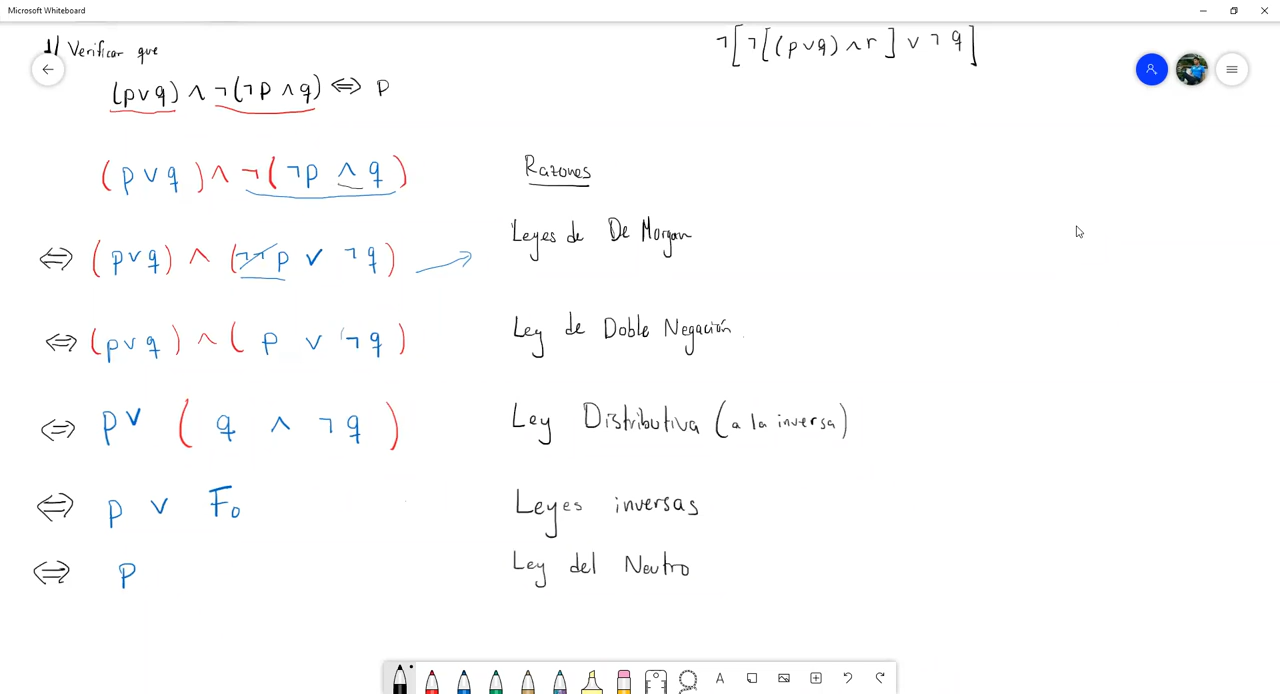 Microsoft Whiteboard
1) Verificar que
(p∨q) ∧ ¬(¬p ∧ q) ⇔ p
¬[¬[(p∨q) ∧ r] ∨ ¬q]
(p∨q) ∧ ¬(¬p ∧ q)
Razones
⇔ (p∨q) ∧ (¬¬p ∨ ¬q)
Leyes de De Morgan
⇔ (p∨q) ∧ (p ∨ ¬q)
Ley de Doble Negación
⇔ p∨ (q ∧ ¬q)
Ley Distributiva (a la inversa)
⇔ p ∨ F₀
Leyes inversas
⇔ p
Ley del Neutro
A